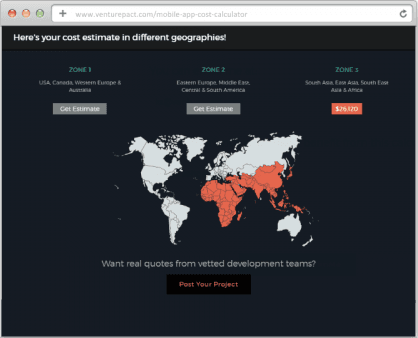 www.venturepact.com/mobile-app-cost-calculator
Here's your cost estimate in different geographies!
ZONE 1
USA, Canada, Western Europe &
Australia
Get Estimate
ZONE 2
Eastern Europe, Middle East,
Central & South America
Get Estimate
ZONE 3
South Asia, East Asia, South East
Asia & Africa
$26,120
Want real quotes from vetted development teams?
Post Your Project